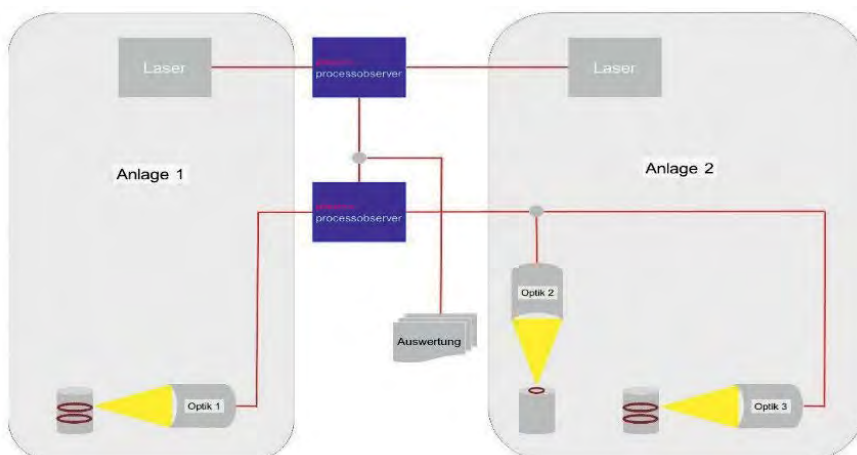 Laser
processobserver
Laser
Anlage 1
Anlage 2
processobserver
Optik 2
Auswertung
Optik 1
Optik 3